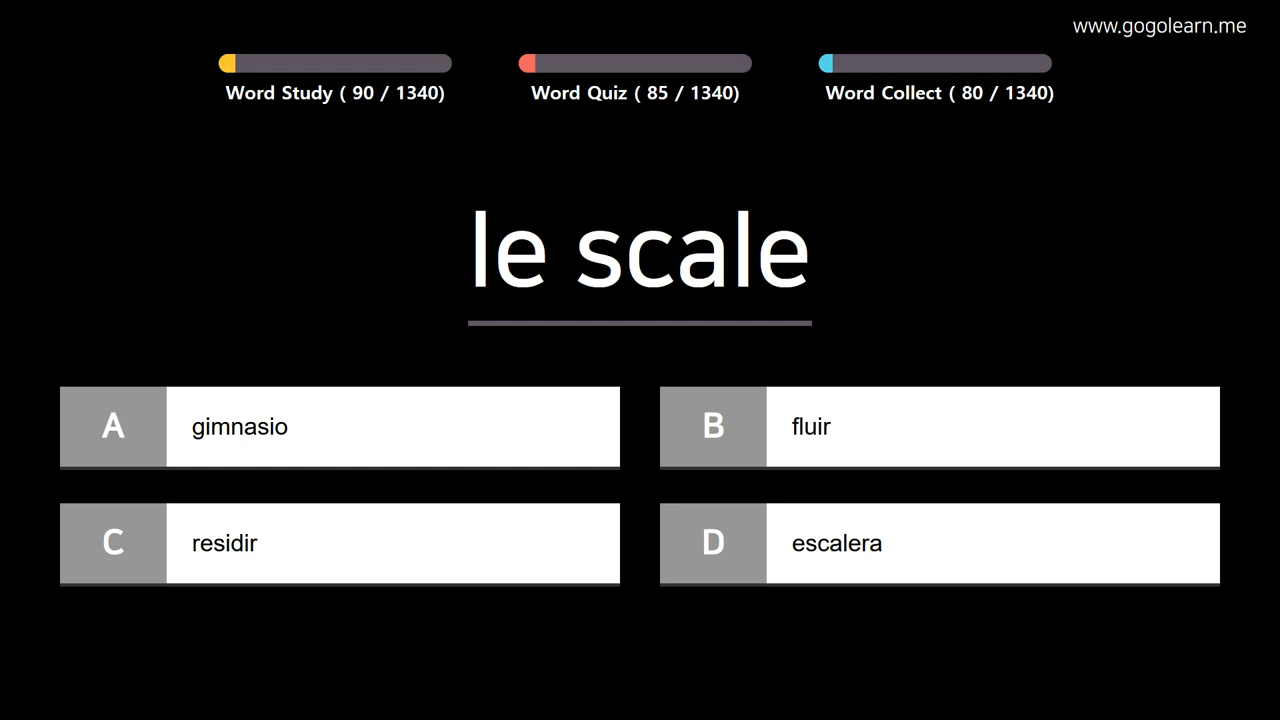 www.gogolearn.me
Word Study ( 90 / 1340)
Word Quiz ( 85 / 1340)
Word Collect ( 80 / 1340)
le scale
A gimnasio
B fluir
C residir
D escalera